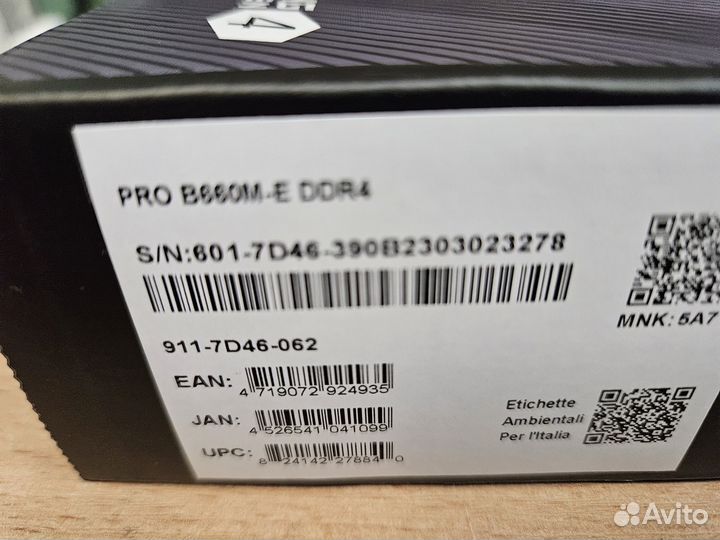 4
PRO B660M-E DDR4
S/N:601-7D46-390B2303023278
MNK: 5A7
911-7D46-062
EAN:
4 719072 924935
JAN:
4 526541 041099
UPC:
8 24142 27884 0
Etichette
Ambientali
Per l'Italia
Avito